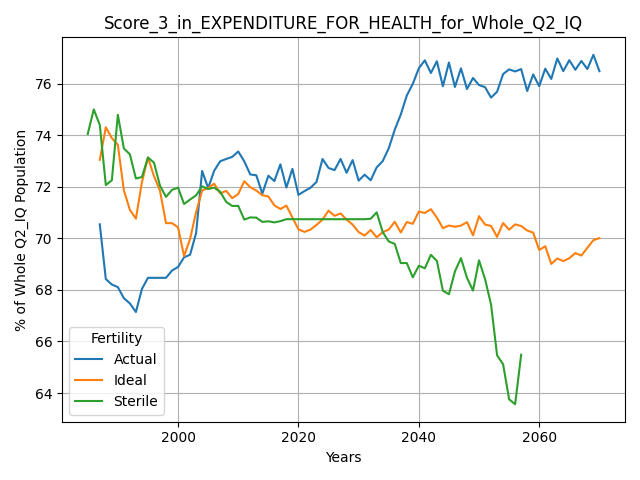 Score_3_in_EXPENDITURE_FOR_HEALTH_for_Whole_Q2_IQ
% of Whole Q2_IQ Population
76
74
72
70
68
66
64
Fertility
Actual
Ideal
Sterile
2000 2020 2040 2060
Years